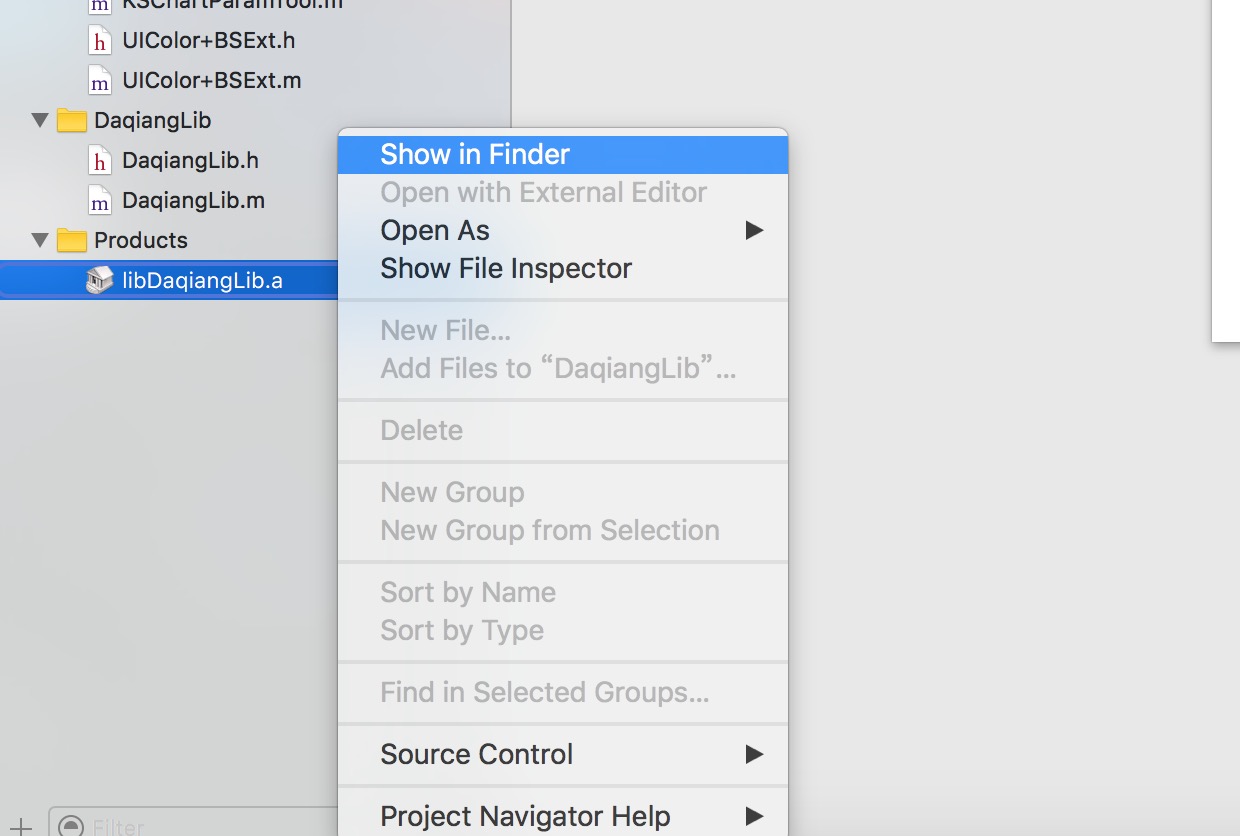 KSChartParamTool.m
h UIColor+BSExt.h
m UIColor+BSExt.m
DaqiangLib
h DaqiangLib.h
m DaqiangLib.m
Products
libDaqiangLib.a
Show in Finder
Open with External Editor
Open As
Show File Inspector
New File...
Add Files to “DaqiangLib”...
Delete
New Group
New Group from Selection
Sort by Name
Sort by Type
Find in Selected Groups...
Source Control
Project Navigator Help
Filter